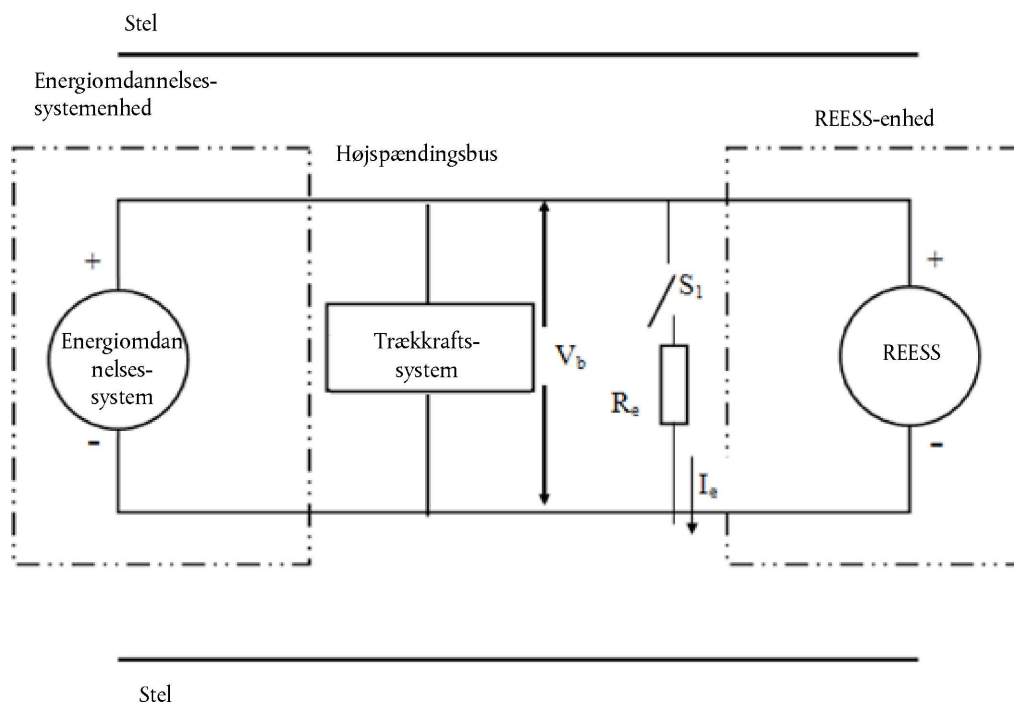 Stel
Energiomdannelses-
systemenhed
REESS-enhed
Højspændingsbus
+
+
S1
Energiomdan
nelses-
system
Trækkrafts-
system
Vb
REESS
Re
-
-
Ie
Stel